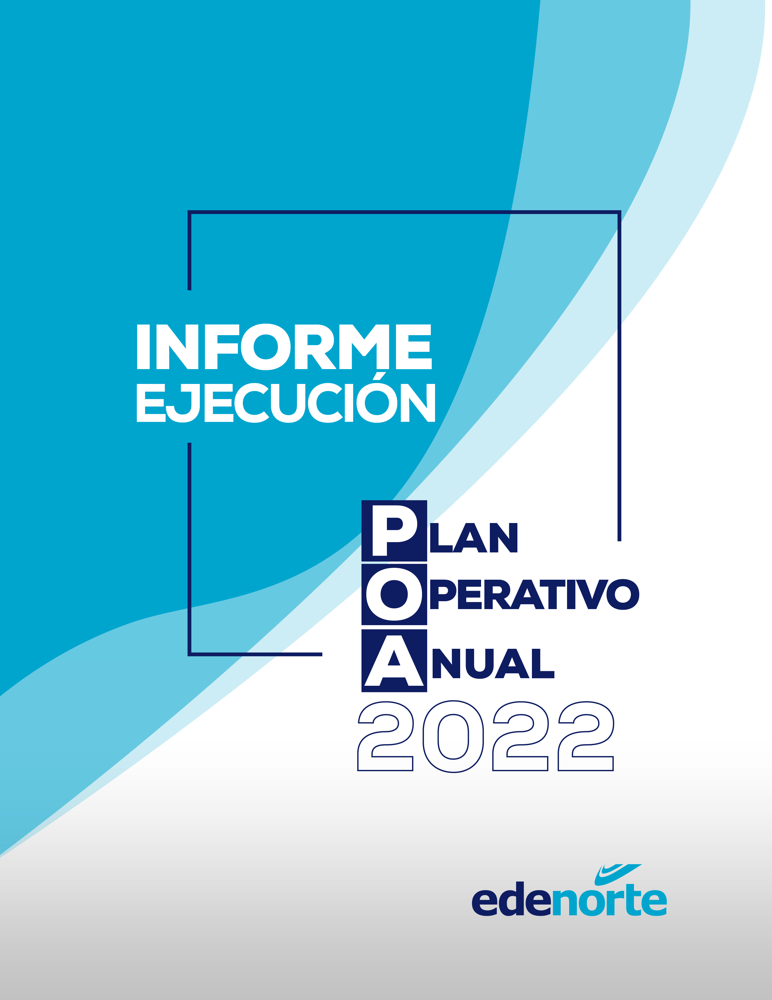 INFORME
EJECUCIÓN
PLAN
OPERATIVO
ANUAL
2022
edenorte